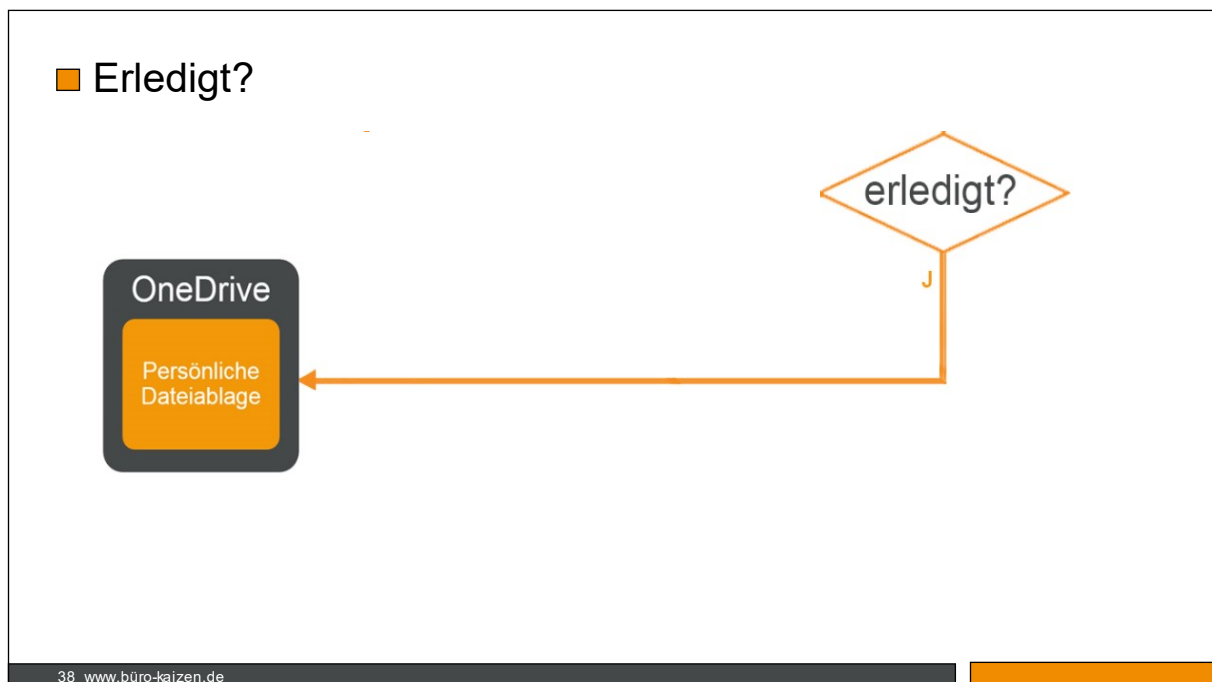 Erledigt?
erledigt?
J
OneDrive
Persönliche
Dateiablage
38 www.büro-kaizen.de